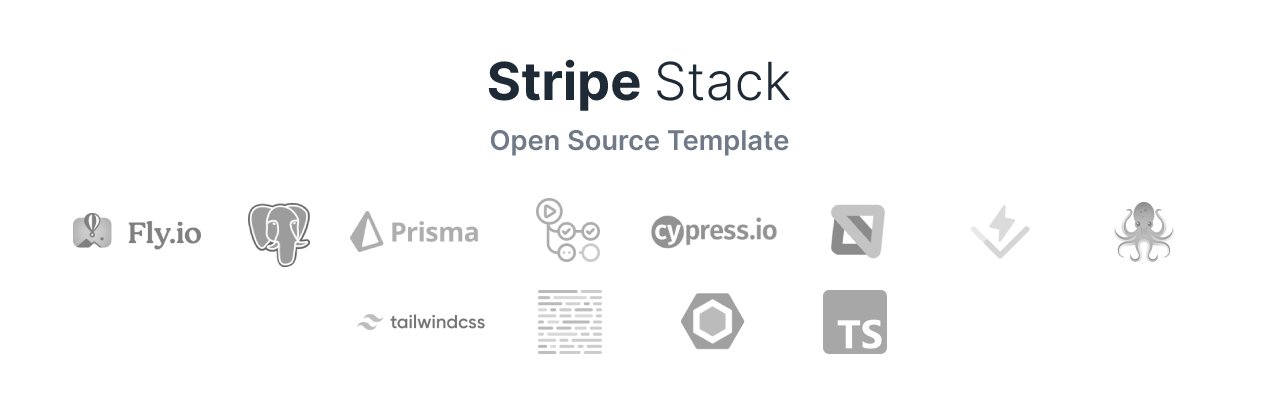 Stripe Stack
Open Source Template
Fly.io
Prisma
cypress.io
tailwindcss
TS